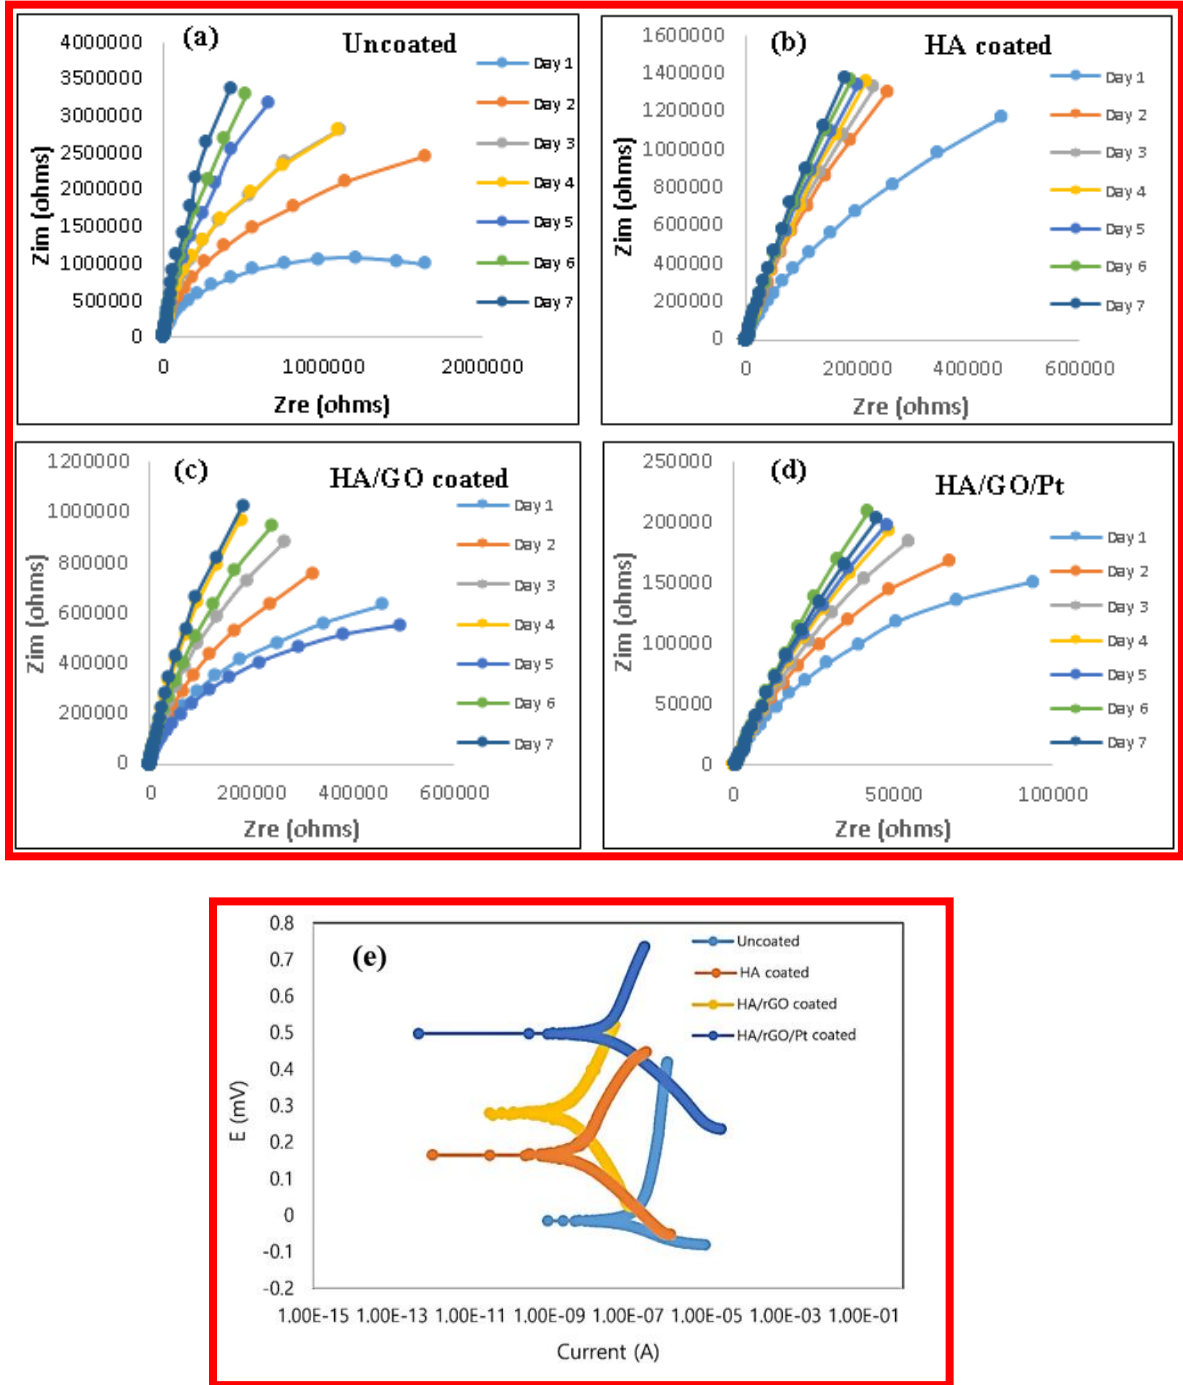 (a) Uncoated
4000000
3500000
3000000
2500000
2000000
1500000
1000000
500000
0
0 1000000 2000000
Zim (ohms)
Zre (ohms)
Day 1
Day 2
Day 3
Day 4
Day 5
Day 6
Day 7
(b) HA coated
1600000
1400000
1200000
1000000
800000
600000
400000
200000
0
0 200000 400000 600000
Zim (ohms)
Zre (ohms)
Day 1
Day 2
Day 3
Day 4
Day 5
Day 6
Day 7
(c) HA/GO coated
1200000
1000000
800000
600000
400000
200000
0
0 200000 400000 600000
Zim (ohms)
Zre (ohms)
Day 1
Day 2
Day 3
Day 4
Day 5
Day 6
Day 7
(d) HA/GO/Pt
250000
200000
150000
100000
50000
0
0 50000 100000
Zim (ohms)
Zre (ohms)
Day 1
Day 2
Day 3
Day 4
Day 5
Day 6
Day 7
(e)
0.8
0.7
0.6
0.5
0.4
0.3
0.2
0.1
0
-0.1
-0.2
E (mV)
Uncoated
HA coated
HA/rGO coated
HA/rGO/Pt coated
1.00E-15 1.00E-13 1.00E-11 1.00E-09 1.00E-07 1.00E-05 1.00E-03 1.00E-01
Current (A)